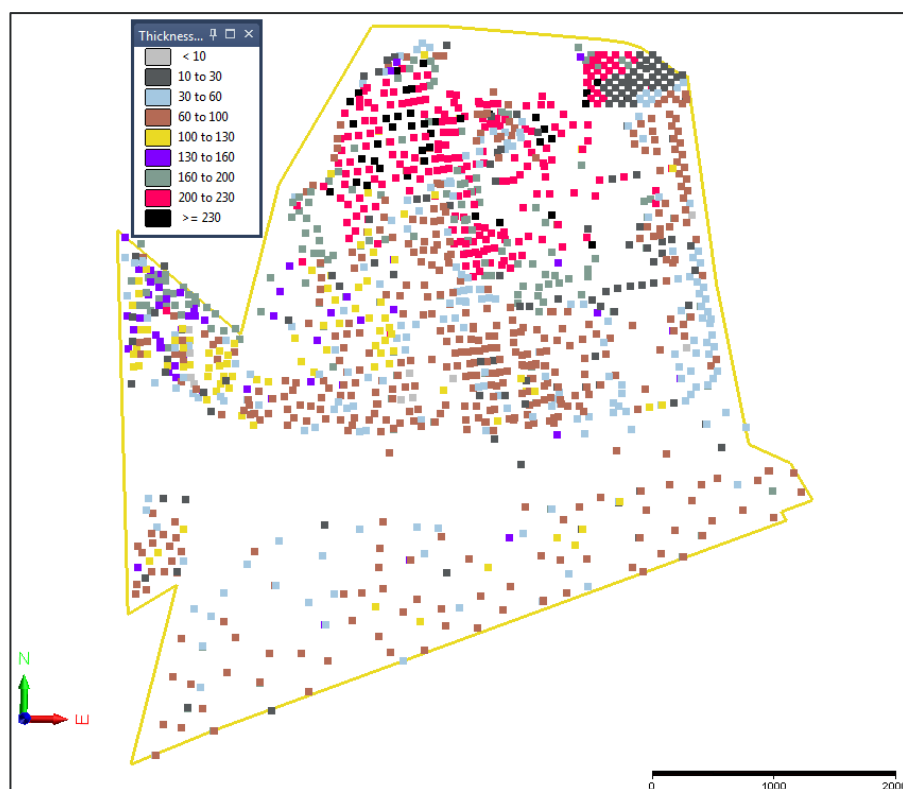 Thickness...
< 10
10 to 30
30 to 60
60 to 100
100 to 130
130 to 160
160 to 200
200 to 230
>= 230
N
E
0 1000 2000